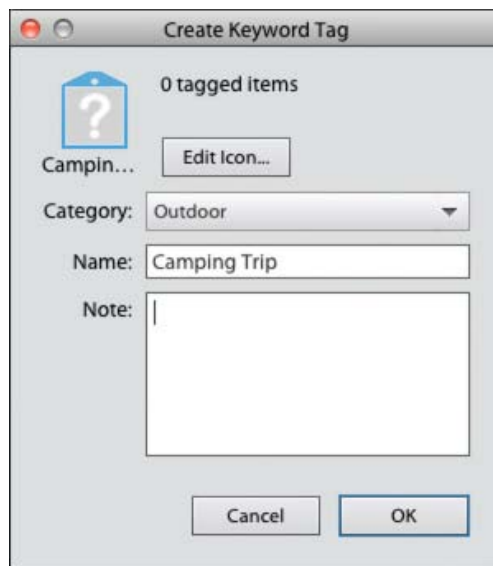 Create Keyword Tag
0 tagged items
?
Campin...
Edit Icon...
Category: Outdoor
Name: Camping Trip
Note:
Cancel OK